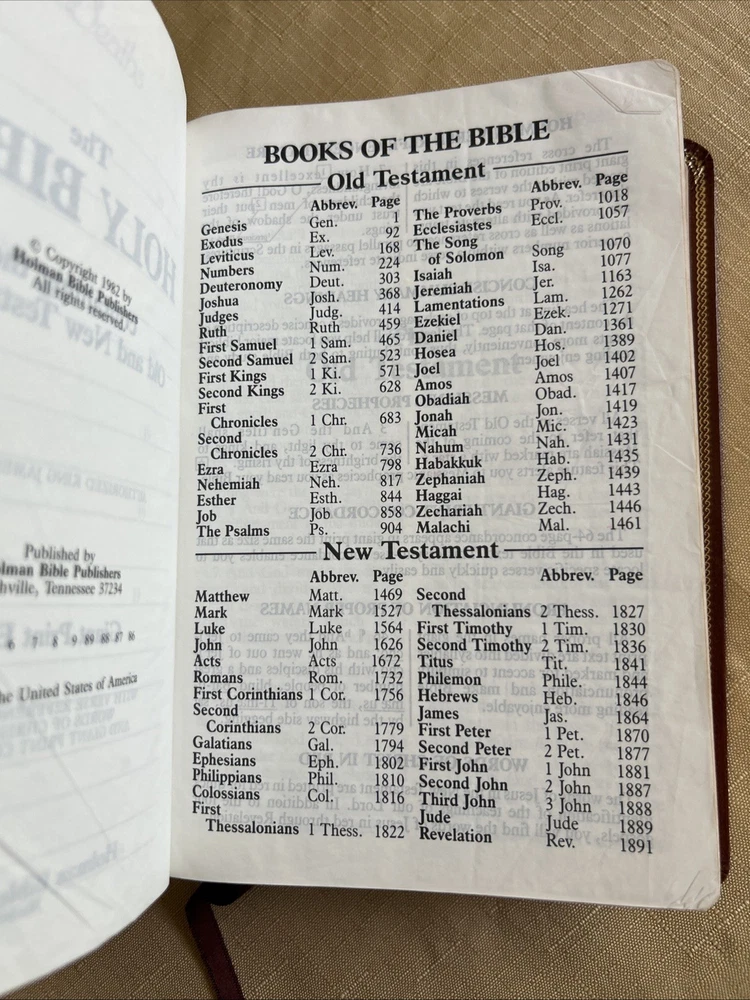 The
© Copyright 1982 by
Holman Bible Publishers
All rights reserved.
Published by
lman Bible Publishers
hville, Tennessee 37234
6 7 8 9 89 88 87 86
he United States of America
BOOKS OF THE BIBLE
Old Testament
Abbrev. Page
Genesis Gen. 1
Exodus Ex. 92
Leviticus Lev. 168
Numbers Num. 224
Deuteronomy Deut. 303
Joshua Josh. 368
Judges Judg. 414
Ruth Ruth 459
First Samuel 1 Sam. 465
Second Samuel 2 Sam. 523
First Kings 1 Ki. 571
Second Kings 2 Ki. 628
First
Chronicles 1 Chr. 683
Second
Chronicles 2 Chr. 736
Ezra Ezra 798
Nehemiah Neh. 817
Esther Esth. 844
Job Job 858
The Psalms Ps. 904
Abbrev. Page
The Proverbs Prov. 1018
Ecclesiastes Eccl. 1057
The Song
of Solomon Song 1070
Isaiah Isa. 1077
Jeremiah Jer. 1163
Lamentations Lam. 1262
Ezekiel Ezek. 1271
Daniel Dan. 1361
Hosea Hos. 1389
Joel Joel 1402
Amos Amos 1407
Obadiah Obad. 1417
Jonah Jon. 1419
Micah Mic. 1423
Nahum Nah. 1431
Habakkuk Hab. 1435
Zephaniah Zeph. 1439
Haggai Hag. 1443
Zechariah Zech. 1446
Malachi Mal. 1461
New Testament
Abbrev. Page
Matthew Matt. 1469
Mark Mark 1527
Luke Luke 1564
John John 1626
Acts Acts 1672
Romans Rom. 1732
First Corinthians 1 Cor. 1756
Second
Corinthians 2 Cor. 1779
Galatians Gal. 1794
Ephesians Eph. 1802
Philippians Phil. 1810
Colossians Col. 1816
First
Thessalonians 1 Thess. 1822
Abbrev. Page
Second
Thessalonians 2 Thess. 1827
First Timothy 1 Tim. 1830
Second Timothy 2 Tim. 1836
Titus Tit. 1841
Philemon Phile. 1844
Hebrews Heb. 1846
James Jas. 1864
First Peter 1 Pet. 1870
Second Peter 2 Pet. 1877
First John 1 John 1881
Second John 2 John 1887
Third John 3 John 1888
Jude Jude 1889
Revelation Rev. 1891